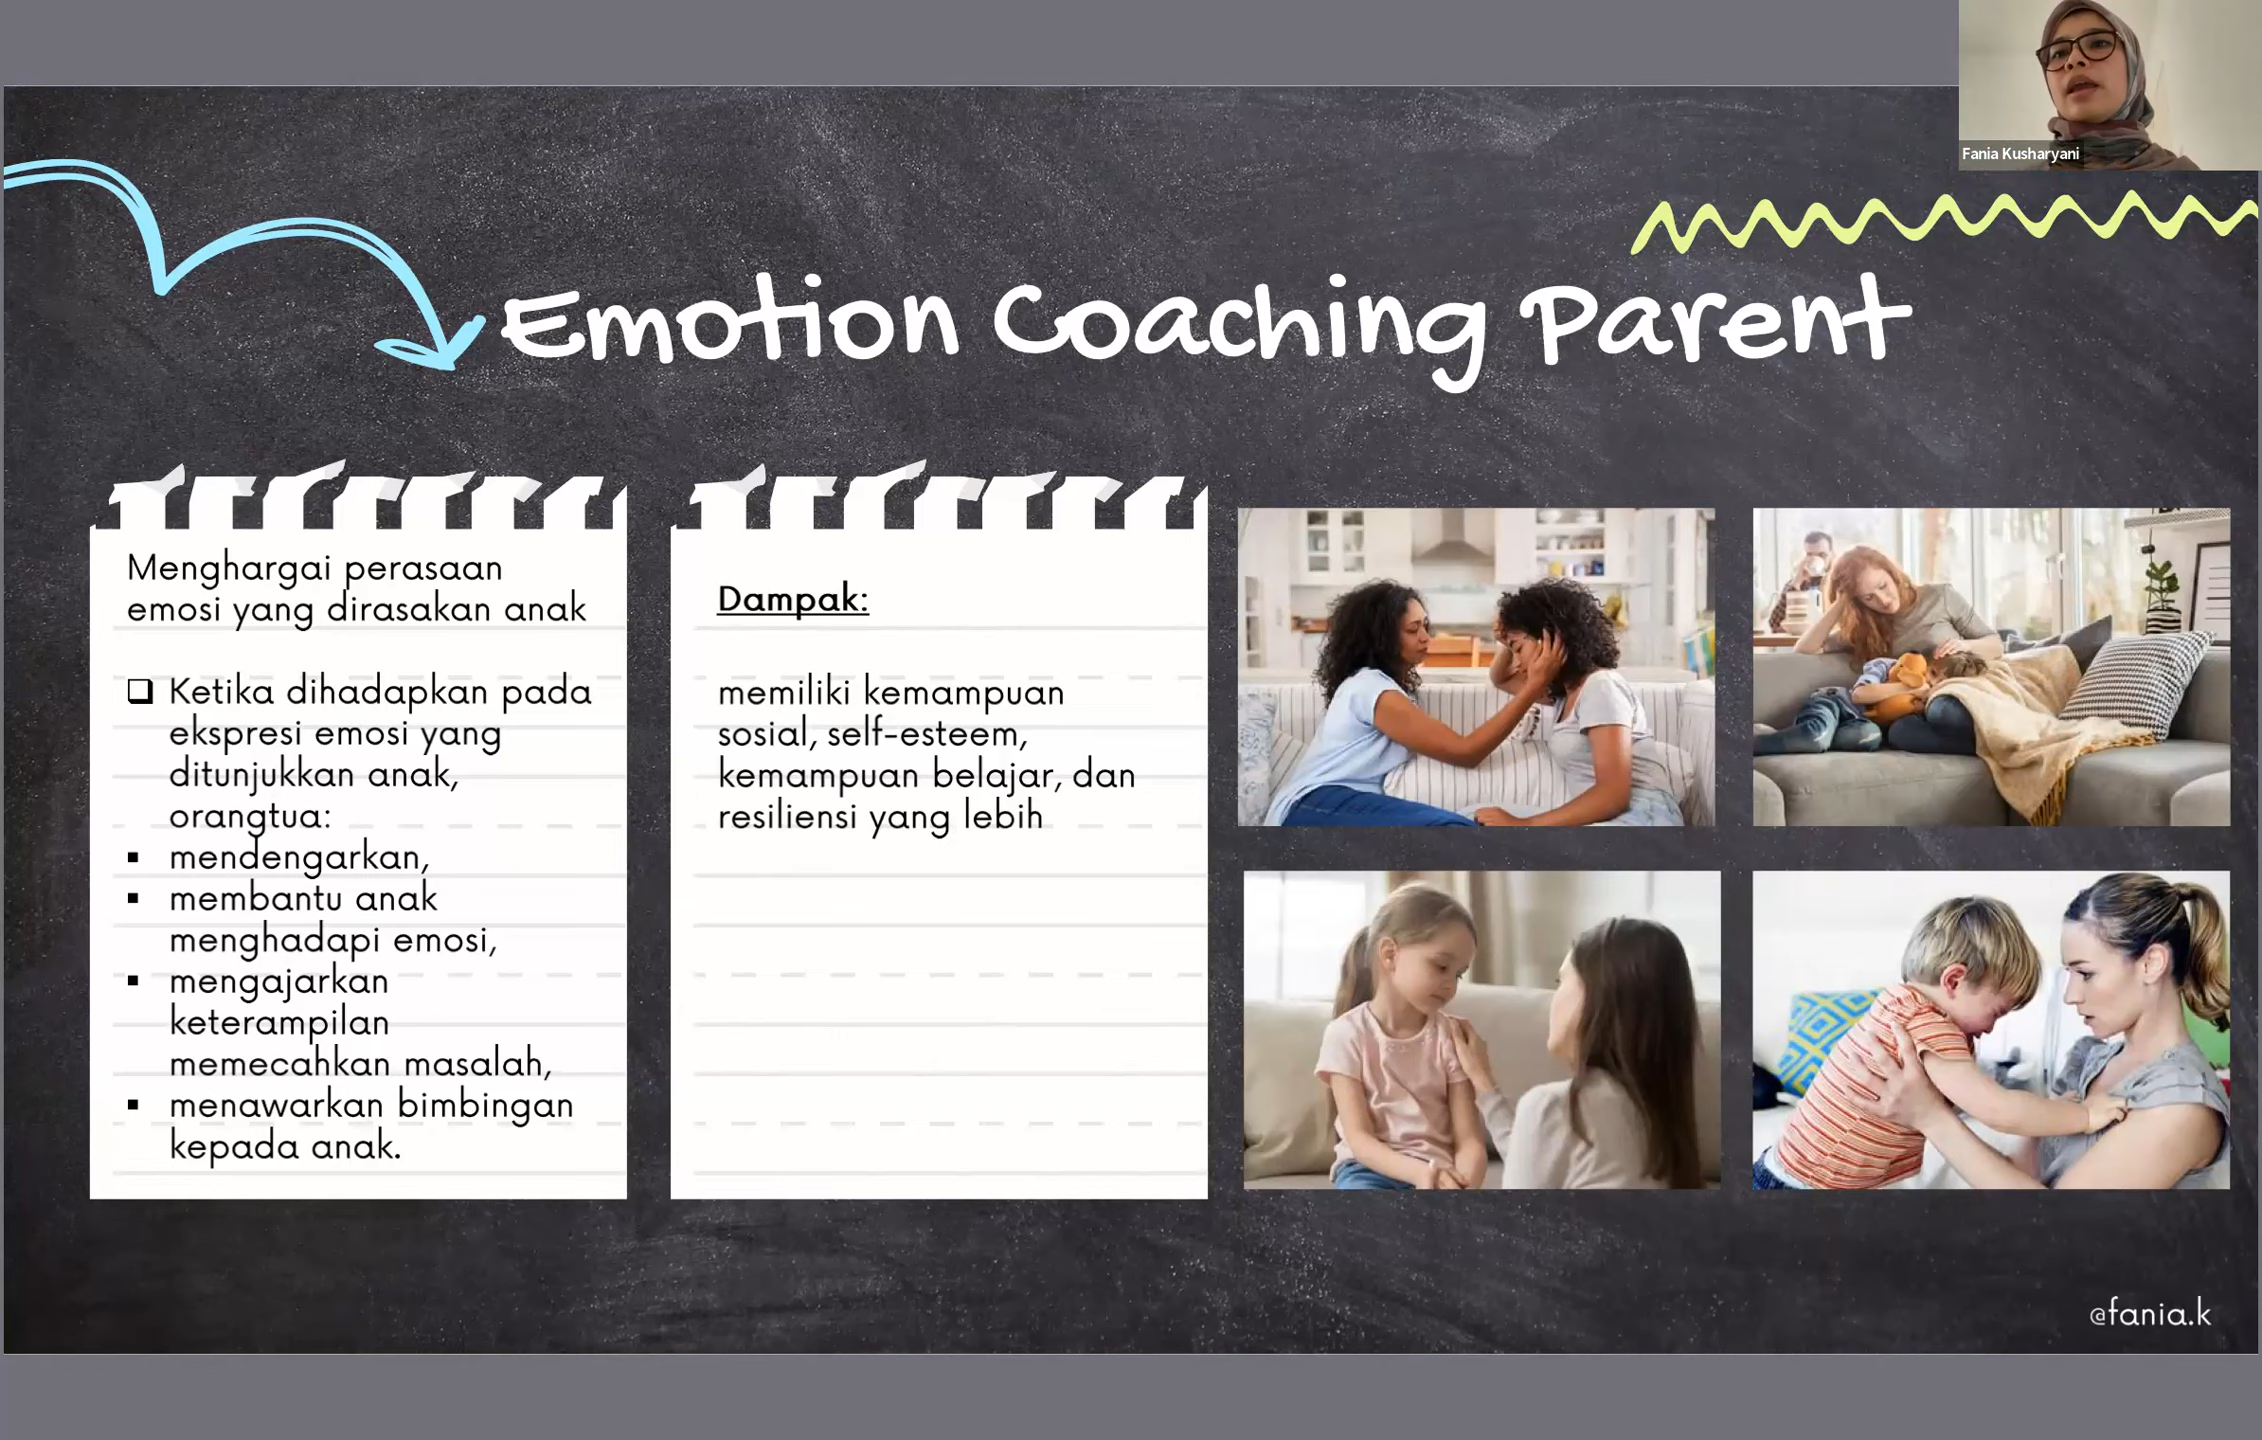 Fania Kusharyani
Emotion Coaching Parent
Menghargai perasaan
emosi yang dirasakan anak
Ketika dihadapkan pada
ekspresi emosi yang
ditunjukkan anak,
orangtua:
mendengarkan,
membantu anak
menghadapi emosi,
mengajarkan
keterampilan
memecahkan masalah,
menawarkan bimbingan
kepada anak.
Dampak:
memiliki kemampuan
sosial, self-esteem,
kemampuan belajar, dan
resiliensi yang lebih
@fania.k